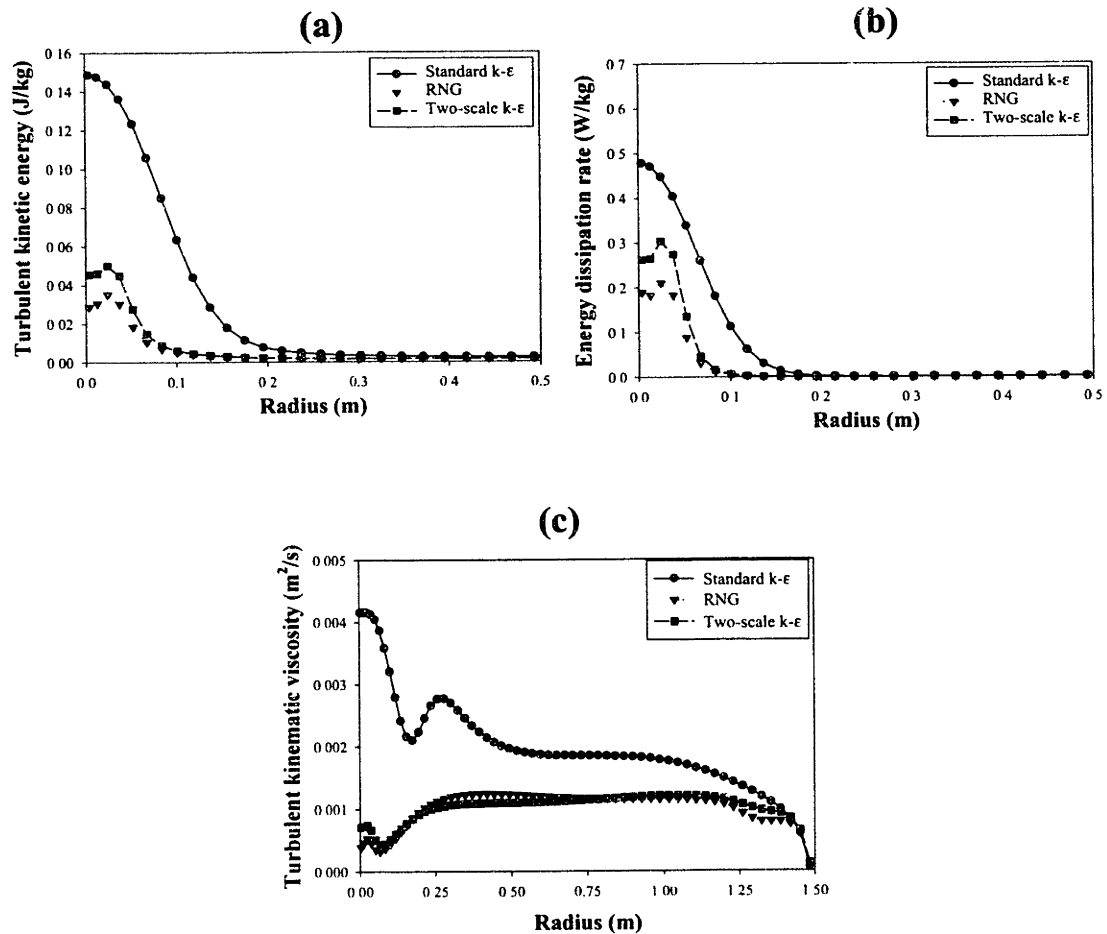 (a)
Turbulent kinetic energy (J/kg)
0 16
0 14
0 12
0 10
0 08
0 06
0 04
0 02
0 00
Standard k-ε
RNG
Two-scale k-ε
0 0
0 1
0 2
0 3
0 4
0 5
Radius (m)
(b)
Energy dissipation rate (W/kg)
0 7
0 6
0 5
0 4
0 3
0 2
0 1
0.0
Standard k-ε
RNG
Two-scale k-ε
0 0
0 1
0 2
0 3
0 4
0 5
Radius (m)
(c)
Turbulent kinematic viscosity (m²/s)
0 005
0 004
0 003
0 002
0 001
0 000
Standard k-ε
RNG
Two-scale k-ε
0 00
0 25
0 50
0 75
1 00
1 25
1 50
Radius (m)